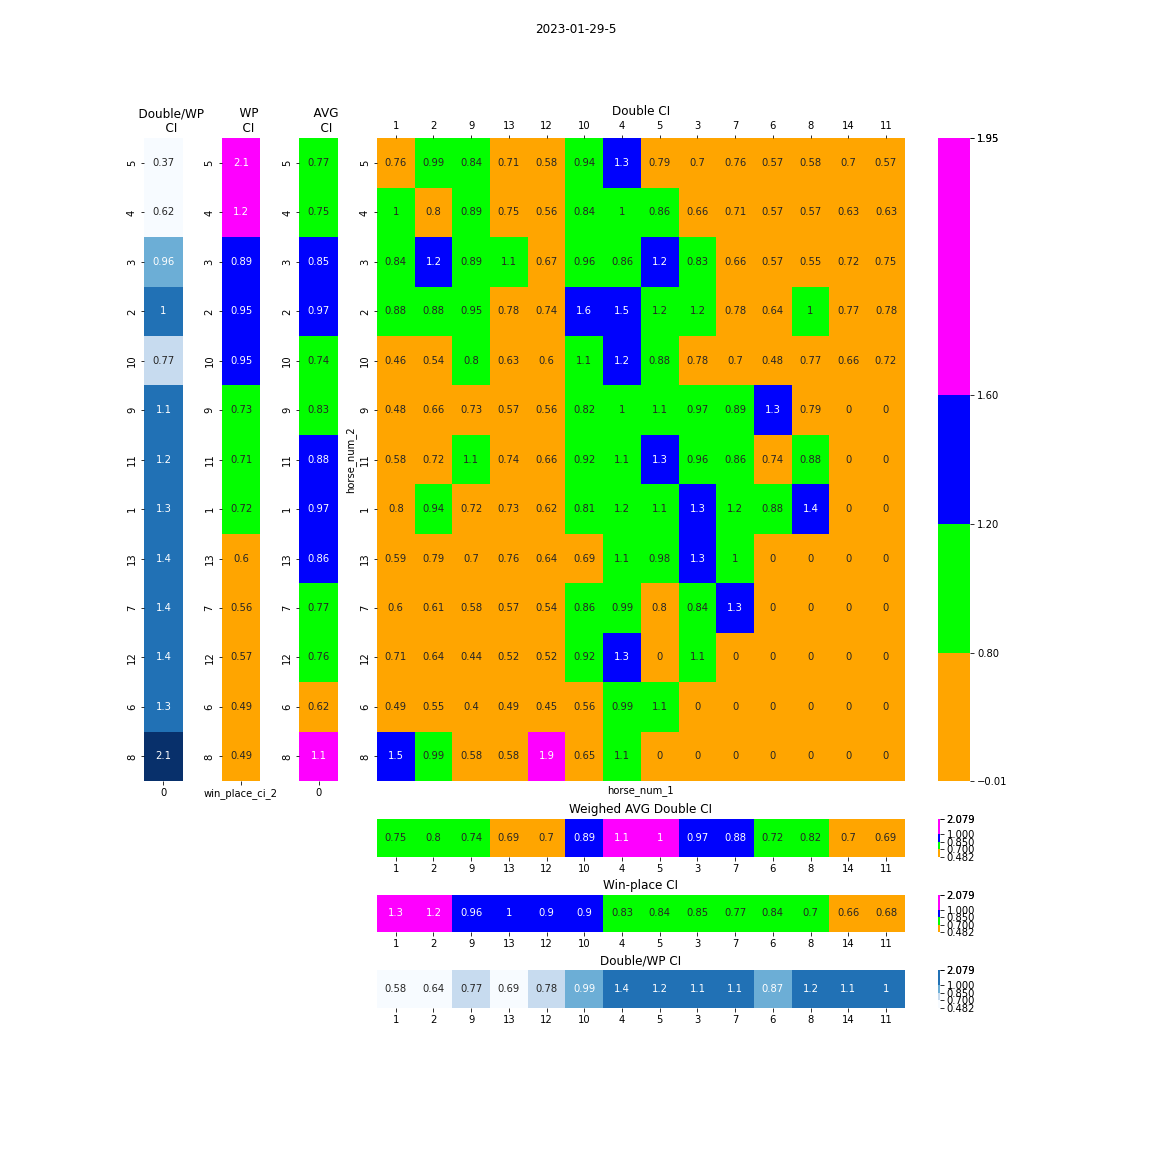 2023-01-29-5
Double/WP CI
WP CI
AVG CI
Double CI
1 2 9 13 12 10 4 5 3 7 6 8 14 11
5 0.37 5 2.1 5 0.77 5 0.76 0.99 0.84 0.71 0.58 0.94 1.3 0.79 0.7 0.76 0.57 0.58 0.7 0.57
4 0.62 4 1.2 4 0.75 4 1 0.8 0.89 0.75 0.56 0.84 1 0.86 0.66 0.71 0.57 0.57 0.63 0.63
3 0.96 3 0.89 3 0.85 3 0.84 1.2 0.89 1.1 0.67 0.96 0.86 1.2 0.83 0.66 0.57 0.55 0.72 0.75
2 1 2 0.95 2 0.97 2 0.88 0.88 0.95 0.78 0.74 1.6 1.5 1.2 1.2 0.78 0.64 1 0.77 0.78
10 0.77 10 0.95 10 0.74 10 0.46 0.54 0.8 0.63 0.6 1.1 1.2 0.88 0.78 0.7 0.48 0.77 0.66 0.72
9 1.1 9 0.73 9 0.83 9 0.48 0.66 0.73 0.57 0.56 0.82 1 1.1 0.97 0.89 1.3 0.79 0 0
11 1.2 11 0.71 11 0.88 11 0.58 0.72 1.1 0.74 0.66 0.92 1.1 1.3 0.96 0.86 0.74 0.88 0 0
1 1.3 1 0.72 1 0.97 1 0.8 0.94 0.72 0.73 0.62 0.81 1.2 1.1 1.3 1.2 0.88 1.4 0 0
13 1.4 13 0.6 13 0.86 13 0.59 0.79 0.7 0.76 0.64 0.69 1.1 0.98 1.3 1 0 0 0 0
7 1.4 7 0.56 7 0.77 7 0.6 0.61 0.58 0.57 0.54 0.86 0.99 0.8 0.84 1.3 0 0 0 0
12 1.4 12 0.57 12 0.76 12 0.71 0.64 0.44 0.52 0.52 0.92 1.3 0 1.1 0 0 0 0 0
6 1.3 6 0.49 6 0.62 6 0.49 0.55 0.4 0.49 0.45 0.56 0.99 1.1 0 0 0 0 0 0
8 2.1 8 0.49 8 1.1 8 1.5 0.99 0.58 0.58 1.9 0.65 1.1 0 0 0 0 0 0 0
horse_num_2
0 win_place_ci_2 0 horse_num_1
1.95
1.60
1.20
0.80
−0.01
Weighed AVG Double CI
0.75 0.8 0.74 0.69 0.7 0.89 1.1 1 0.97 0.88 0.72 0.82 0.7 0.69
1 2 9 13 12 10 4 5 3 7 6 8 14 11
2.079
1.000
0.850
0.700
0.482
Win-place CI
1.3 1.2 0.96 1 0.9 0.9 0.83 0.84 0.85 0.77 0.84 0.7 0.66 0.68
1 2 9 13 12 10 4 5 3 7 6 8 14 11
2.079
1.000
0.850
0.700
0.482
Double/WP CI
0.58 0.64 0.77 0.69 0.78 0.99 1.4 1.2 1.1 1.1 0.87 1.2 1.1 1
1 2 9 13 12 10 4 5 3 7 6 8 14 11
2.079
1.000
0.850
0.700
0.482